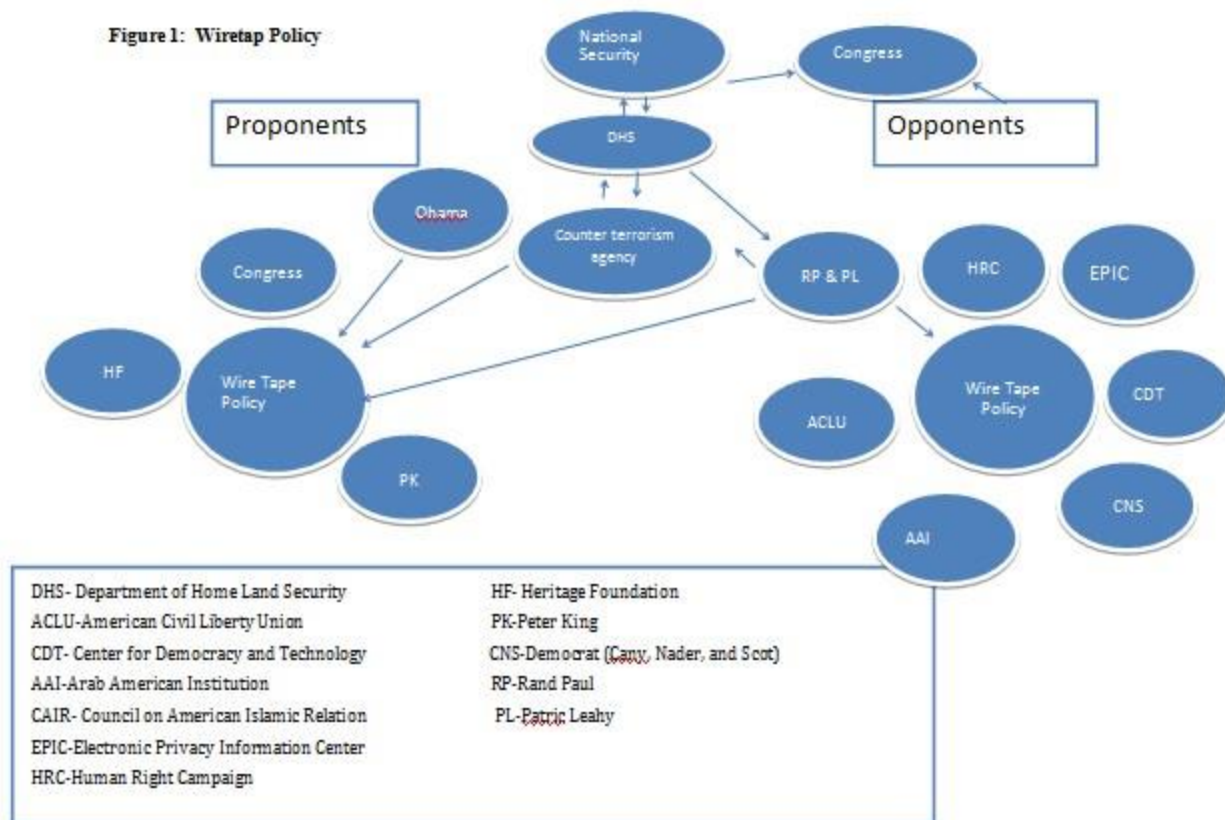 Figure 1: Wiretap Policy
National
Security
Congress
Proponents
Opponents
DHS
Obama
Counter terrorism
agency
Congress
RP & PL
HRC
EPIC
HF
Wire Tape
Policy
Wire Tape
Policy
CDT
ACLU
PK
CNS
AAI
DHS- Department of Home Land Security
ACLU-American Civil Liberty Union
CDT- Center for Democracy and Technology
AAI-Arab American Institution
CAIR- Council on American Islamic Relation
EPIC-Electronic Privacy Information Center
HRC-Human Right Campaign
HF- Heritage Foundation
PK-Peter King
CNS-Democrat (Cany, Nader, and Scot)
RP-Rand Paul
PL-Patric Leahy